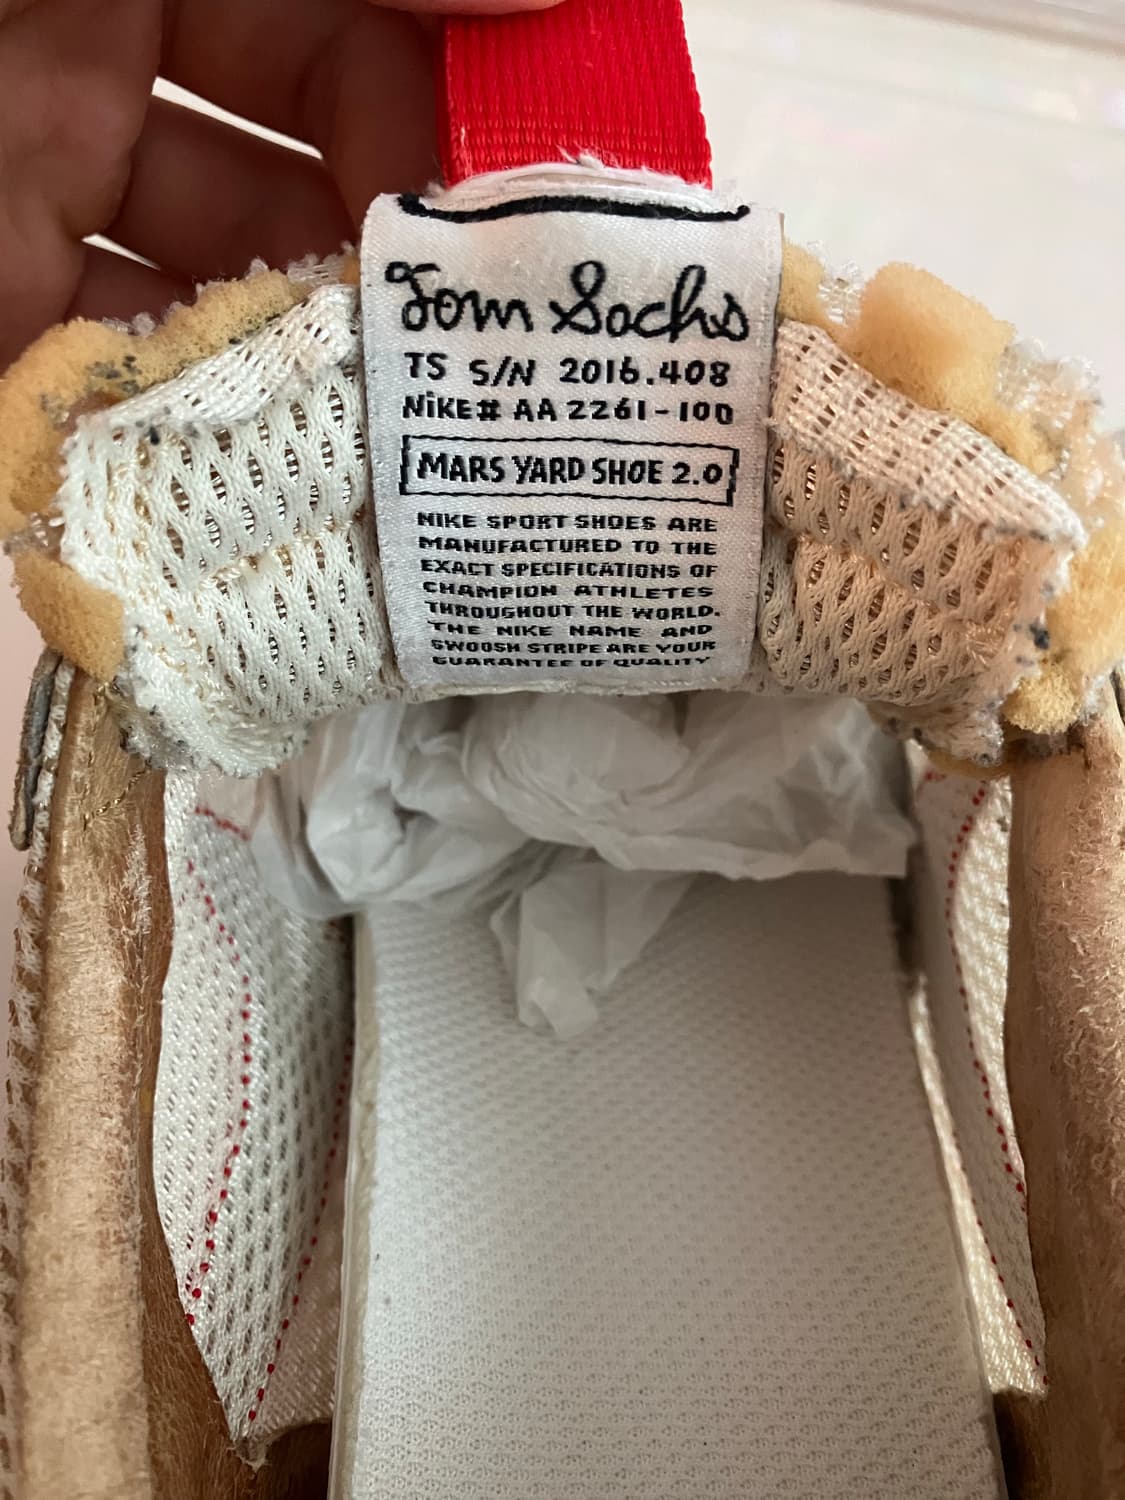 Tom Sachs
TS S/N 2016.408
NiKE# AA2261-100
MARS YARD SHOE 2.0
NIKE SPORT SHOES ARE
MANUFACTURED TO THE
EXACT SPECIFICATIONS OF
CHAMPION ATHLETES
THROUGHOUT THE WORLD.
THE NIKE NAME AND
SWOOSH STRIPE ARE YOUR
GUARANTEE OF QUALITY